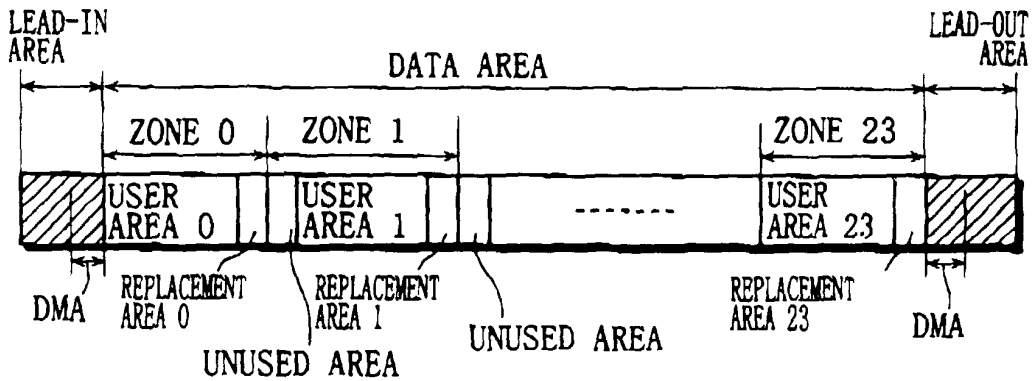 LEAD-IN
AREA
LEAD-OUT
AREA
DATA AREA
ZONE 0
ZONE 1
ZONE 23
USER
AREA 0
USER
AREA 1
USER
AREA 23
DMA
REPLACEMENT
AREA 0
REPLACEMENT
AREA 1
REPLACEMENT
AREA 23
DMA
UNUSED AREA
UNUSED AREA